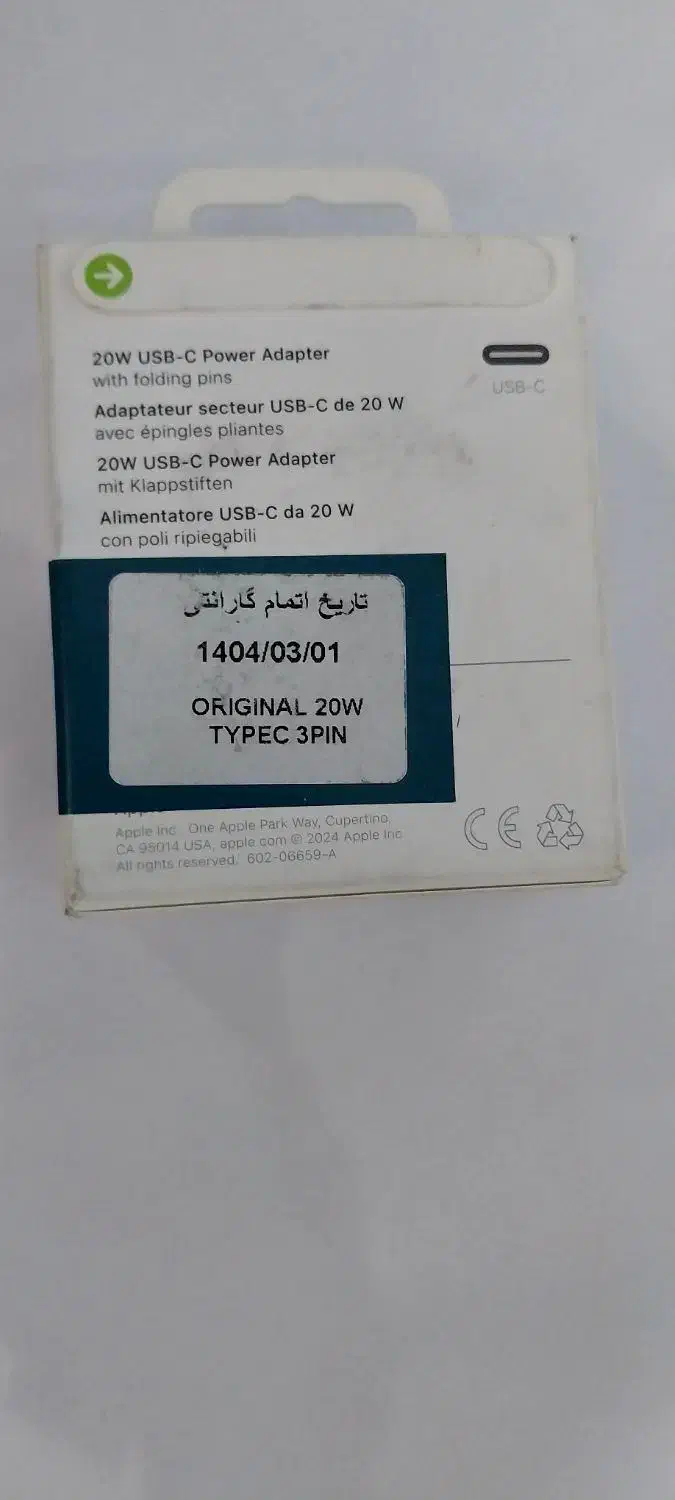 20W USB-C Power Adapter
with folding pins
USB-C
Adaptateur secteur USB-C de 20 W
avec épingles pliantes
20W USB-C Power Adapter
mit Klappstiften
Alimentatore USB-C da 20 W
con poli ripiegabili
تاریخ اتمام گارانتی
1404/03/01
ORIGINAL 20W
TYPEC 3PIN
Apple Inc. One Apple Park Way, Cupertino,
CA 95014 USA, apple.com © 2024 Apple Inc.
All rights reserved. 602-06659-A
CE